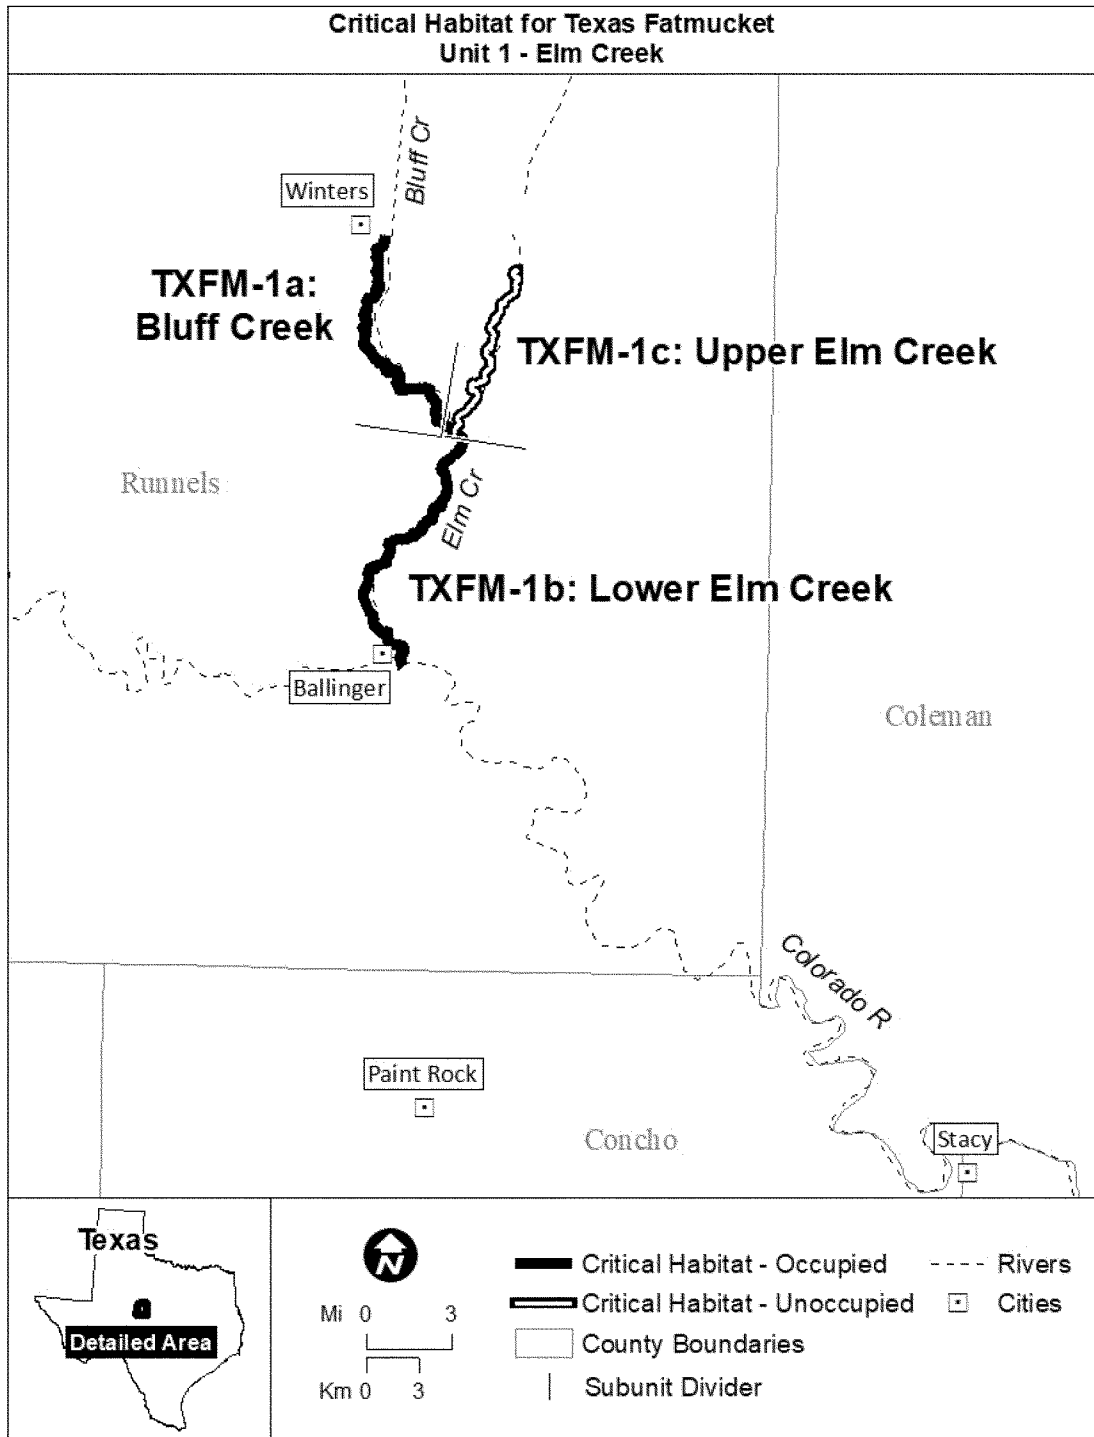 Critical Habitat for Texas Fatmucket
Unit 1 - Elm Creek
Bluff Cr
Winters
TXFM-1a:
Bluff Creek
TXFM-1c: Upper Elm Creek
Runnels
Elm Cr
TXFM-1b: Lower Elm Creek
Ballinger
Coleman
Colorado R
Paint Rock
Concho
Stacy
Texas
Detailed Area
N
Mi 0 3
Km 0 3
Critical Habitat - Occupied
Critical Habitat - Unoccupied
County Boundaries
Subunit Divider
Rivers
Cities